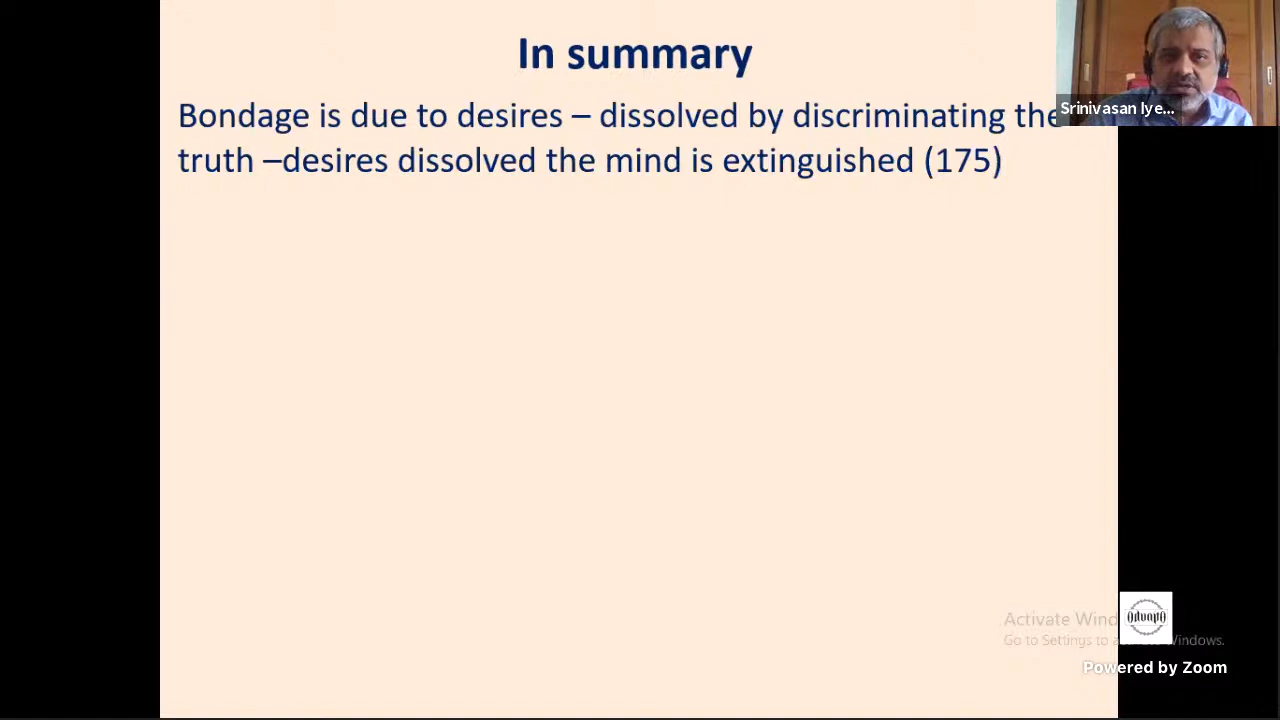 In summary
Bondage is due to desires – dissolved by discriminating the
truth –desires dissolved the mind is extinguished (175)
Srinivasan Iye...
Activate Wind
Go to Settings to a Windows.
Powered by Zoom